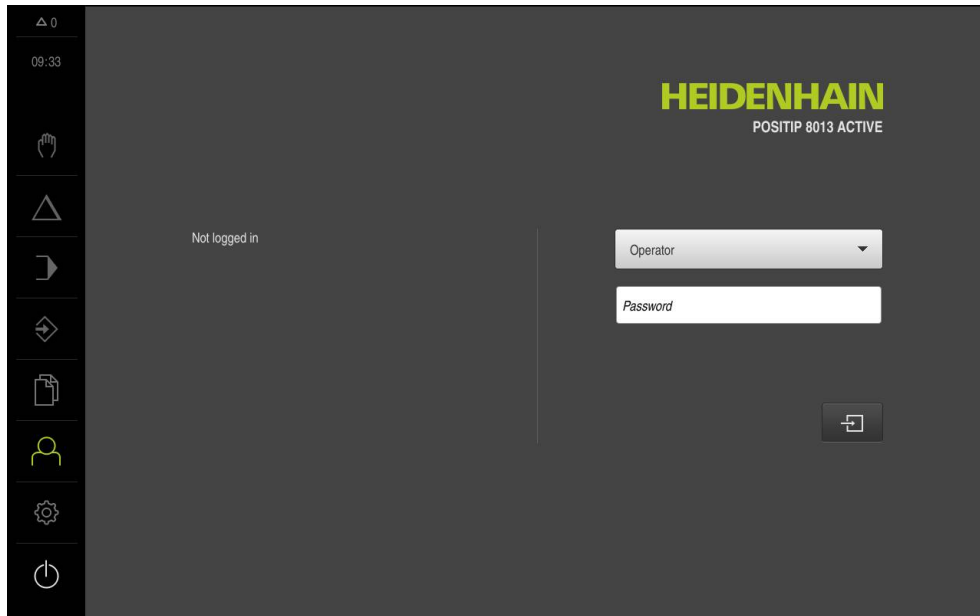 0
09:33
HEIDENHAIN
POSITIP 8013 ACTIVE
Not logged in
Operator
Password